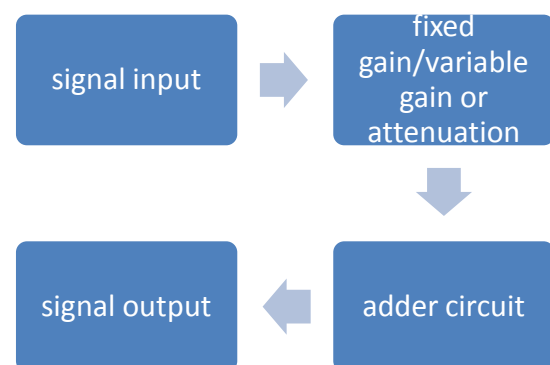 signal input
fixed
gain/variable
gain or
attenuation
adder circuit
signal output